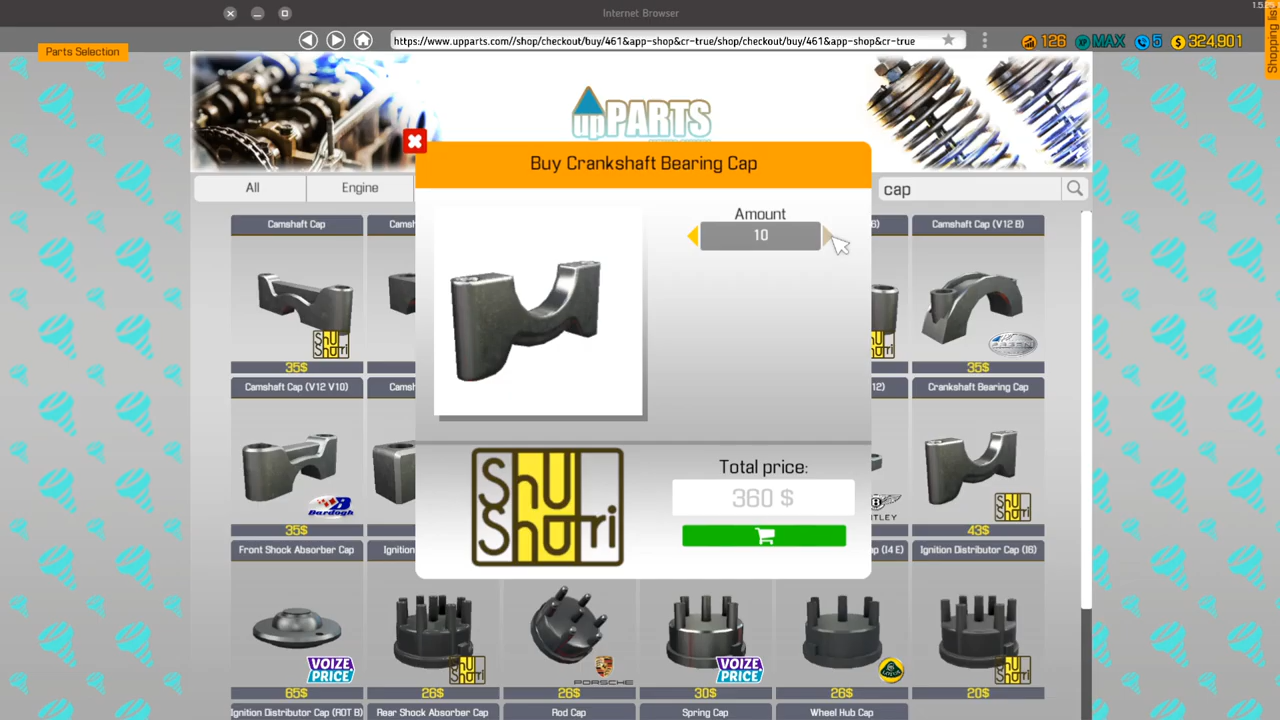 Internet Browser
Parts Selection
https://www.upparts.com//shop/checkout/buy/461&app-shop&cr-true/shop/checkout/buy/461&app-shop&cr-true
126 XP MAX 5 $ 324,901
Shopping list
upPARTS
Buy Crankshaft Bearing Cap
All
Engine
cap
Amount
10
Camshaft Cap
Camshaft Cap (V12 B)
35$
35$
Camshaft Cap (V12 V10)
Crankshaft Bearing Cap
Bardogh
35$
43$
Shu Shuri
Total price:
360 $
Front Shock Absorber Cap
Ignition Distributor Cap (I6)
VOIZE PRICE
PORSCHE
VOIZE PRICE
65$
26$
26$
30$
26$
20$
Ignition Distributor Cap (ROT B)
Rear Shock Absorber Cap
Rod Cap
Spring Cap
Wheel Hub Cap